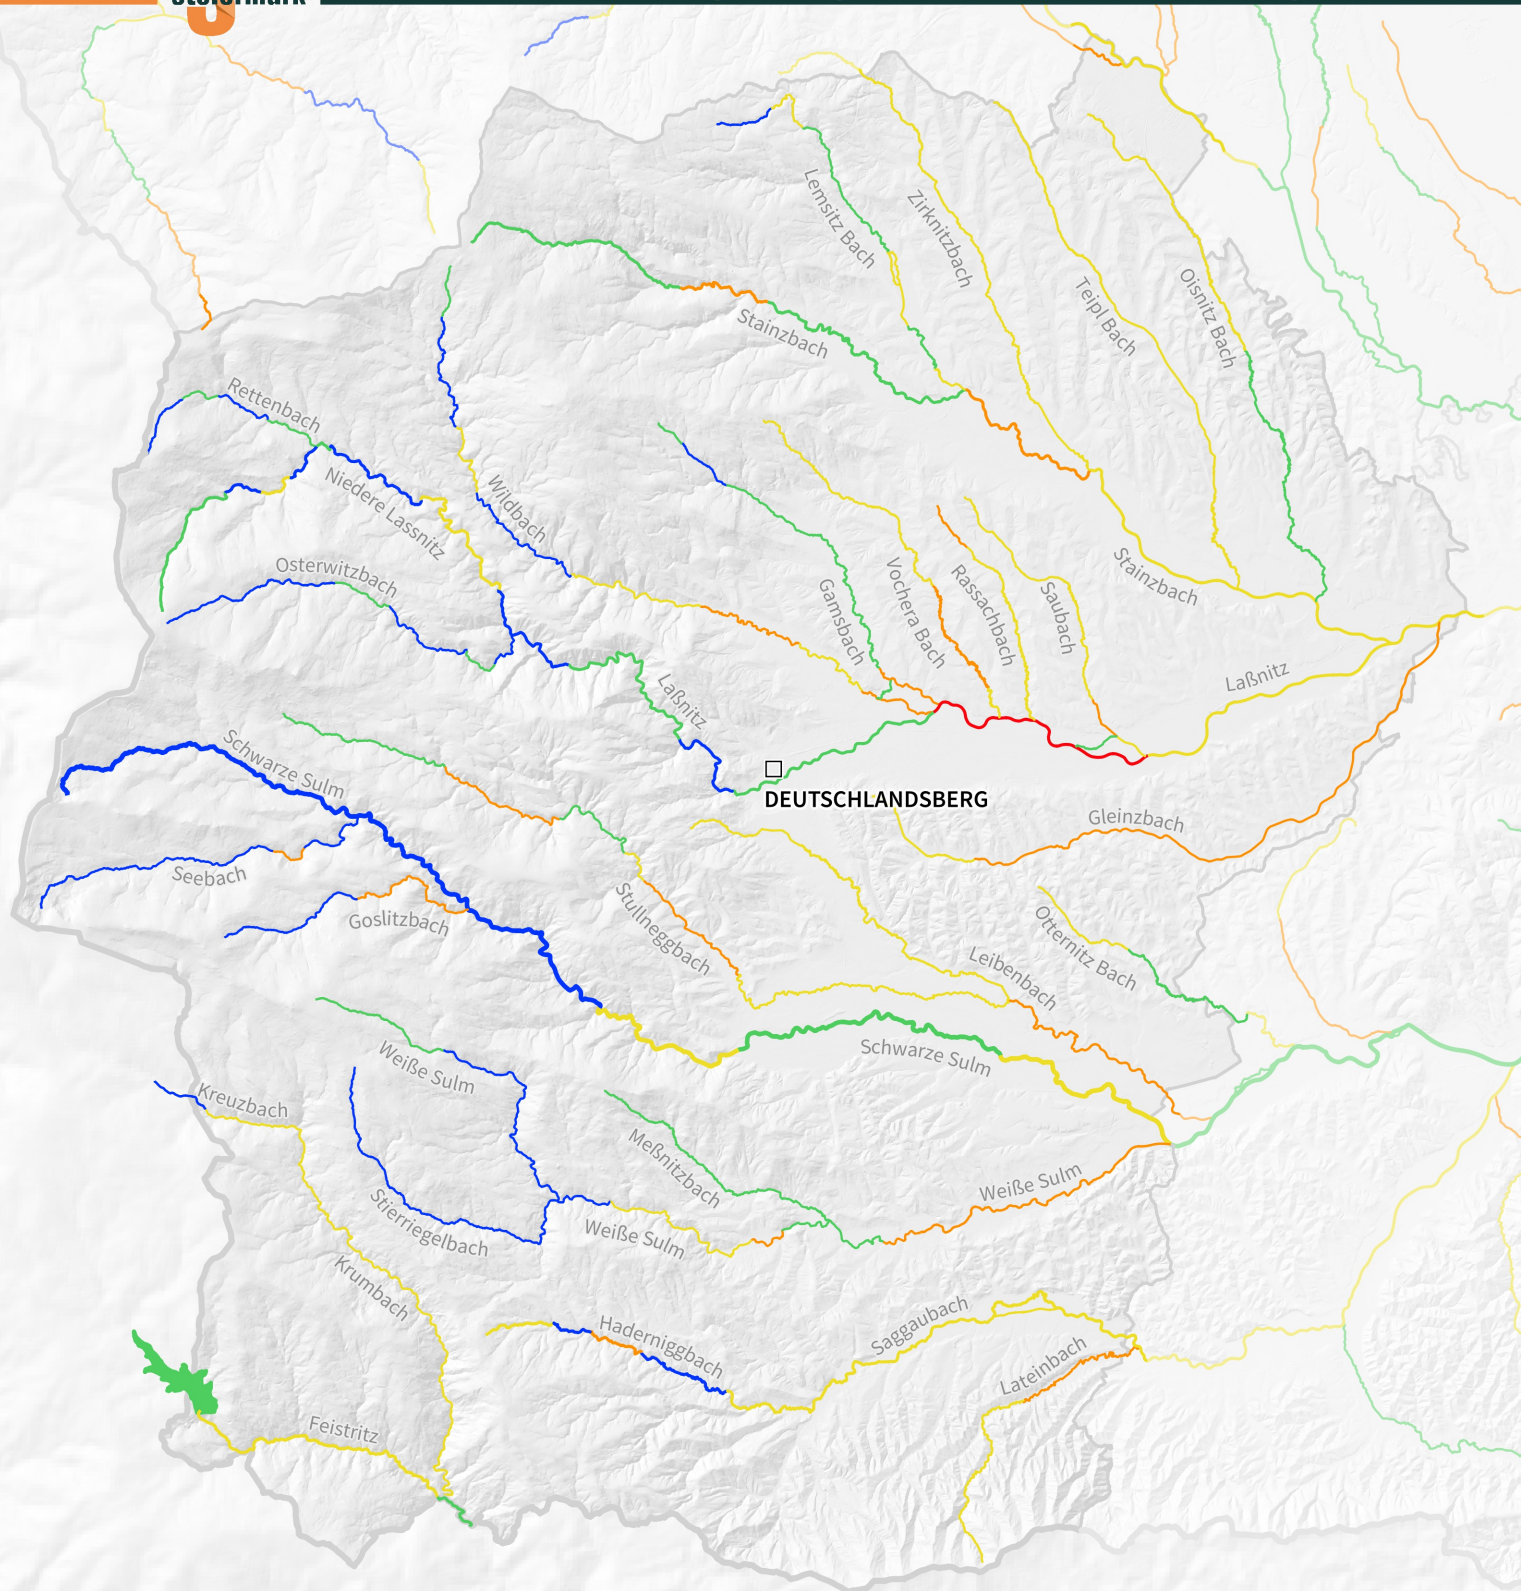 Lemsitz Bach
Zirknitzbach
Teipl Bach
Oisnitz Bach
Stainzbach
Rettenbach
Niedere Lassnitz
Wildbach
Osterwitzbach
Gamsbach
Vochera Bach
Rassachbach
Saubach
Stainzbach
Laßnitz
Laßnitz
Schwarze Sulm
DEUTSCHLANDSBERG
Gleinzbach
Seebach
Goslitzbach
Stullneggbach
Leibenbach
Otternitz Bach
Schwarze Sulm
Weiße Sulm
Kreuzbach
Meßnitzbach
Weiße Sulm
Stierriegelbach
Weiße Sulm
Krumbach
Haderniggbach
Saggaubach
Lateinbach
Feistritz